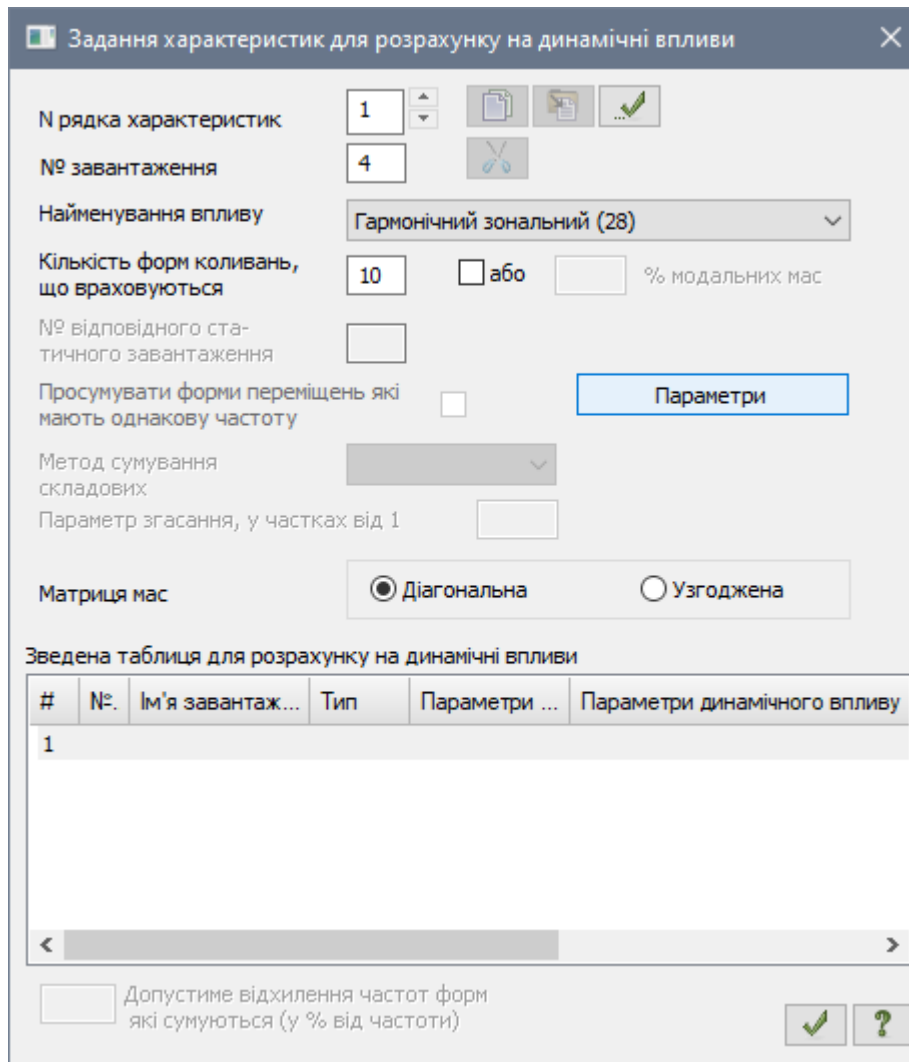 Задання характеристик для розрахунку на динамічні впливи
N рядка характеристик
1
№ завантаження
4
Найменування впливу
Гармонічний зональний (28)
Кількість форм коливань,
що враховуються
10
або
% модальних мас
№ відповідного ста-
тичного завантаження
Просумувати форми переміщень які
мають однакову частоту
Параметри
Метод сумування
складових
Параметр згасання, у частках від 1
Матриця мас
Діагональна
Узгоджена
Зведена таблиця для розрахунку на динамічні впливи
# №. Ім'я завантаж... Тип Параметри ... Параметри динамічного впливу
1
Допустиме відхилення частот форм
які сумуються (у % від частоти)